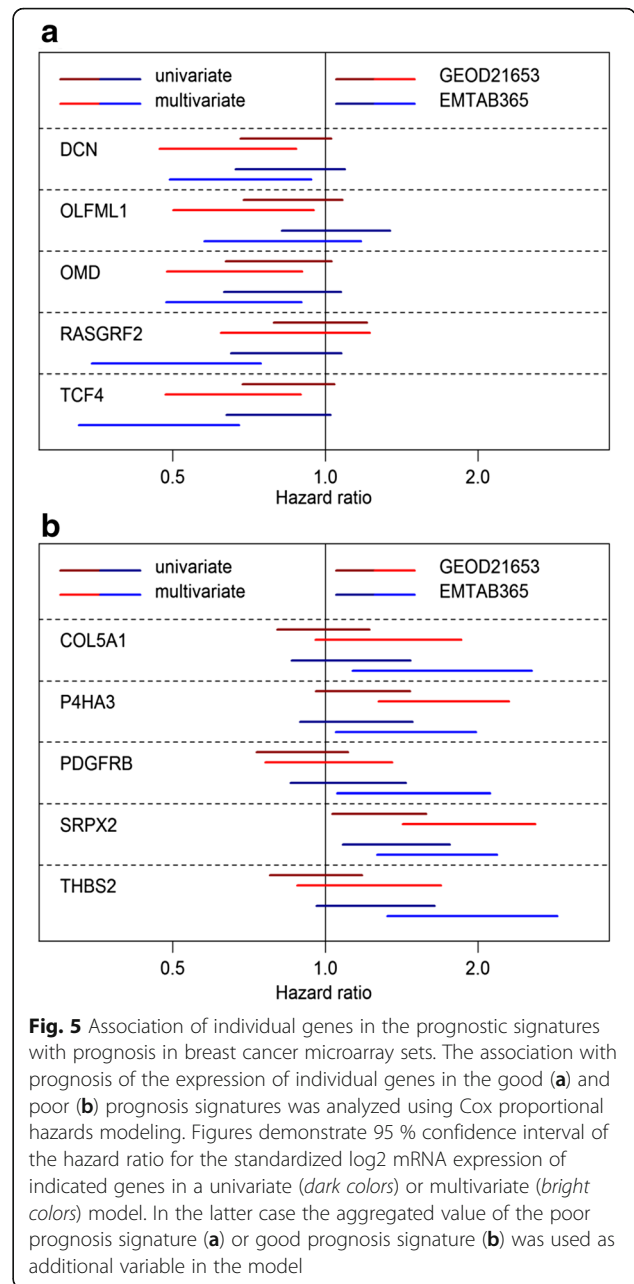 a
univariate GEOD21653
multivariate EMTAB365
DCN
OLFML1
OMD
RASGRF2
TCF4
0.5 1.0 2.0
Hazard ratio
b
univariate GEOD21653
multivariate EMTAB365
COL5A1
P4HA3
PDGFRB
SRPX2
THBS2
0.5 1.0 2.0
Hazard ratio
Fig. 5 Association of individual genes in the prognostic signatures
with prognosis in breast cancer microarray sets. The association with
prognosis of the expression of individual genes in the good (a) and
poor (b) prognosis signatures was analyzed using Cox proportional
hazards modeling. Figures demonstrate 95 % confidence interval of
the hazard ratio for the standardized log2 mRNA expression of
indicated genes in a univariate (dark colors) or multivariate (bright
colors) model. In the latter case the aggregated value of the poor
prognosis signature (a) or good prognosis signature (b) was used as
additional variable in the model